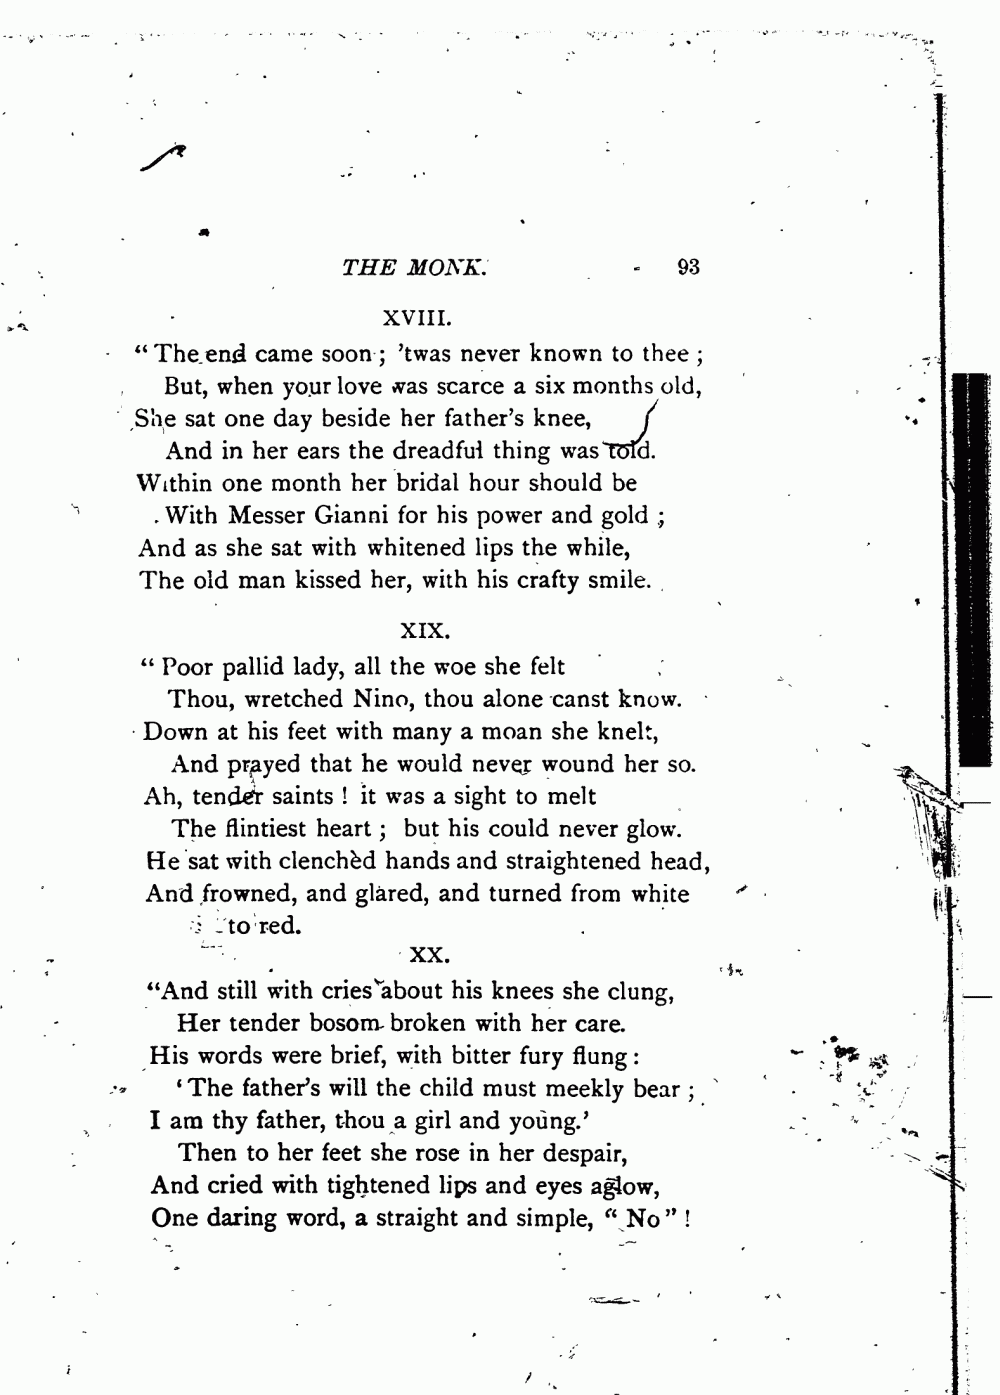 THE MONK. 93
XVIII.
“ The end came soon ; ’twas never known to thee ;
But, when your love was scarce a six months old,
She sat one day beside her father’s knee,
And in her ears the dreadful thing was told.
Within one month her bridal hour should be
With Messer Gianni for his power and gold ;
And as she sat with whitened lips the while,
The old man kissed her, with his crafty smile.
XIX.
“ Poor pallid lady, all the woe she felt
Thou, wretched Nino, thou alone canst know.
Down at his feet with many a moan she knelt,
And prayed that he would never wound her so.
Ah, tender saints ! it was a sight to melt
The flintiest heart ; but his could never glow.
He sat with clenchèd hands and straightened head,
And frowned, and glared, and turned from white
to red.
XX.
“And still with cries about his knees she clung,
Her tender bosom broken with her care.
His words were brief, with bitter fury flung :
‘ The father’s will the child must meekly bear ;
I am thy father, thou a girl and young.’
Then to her feet she rose in her despair,
And cried with tightened lips and eyes aglow,
One daring word, a straight and simple, “ No ” !